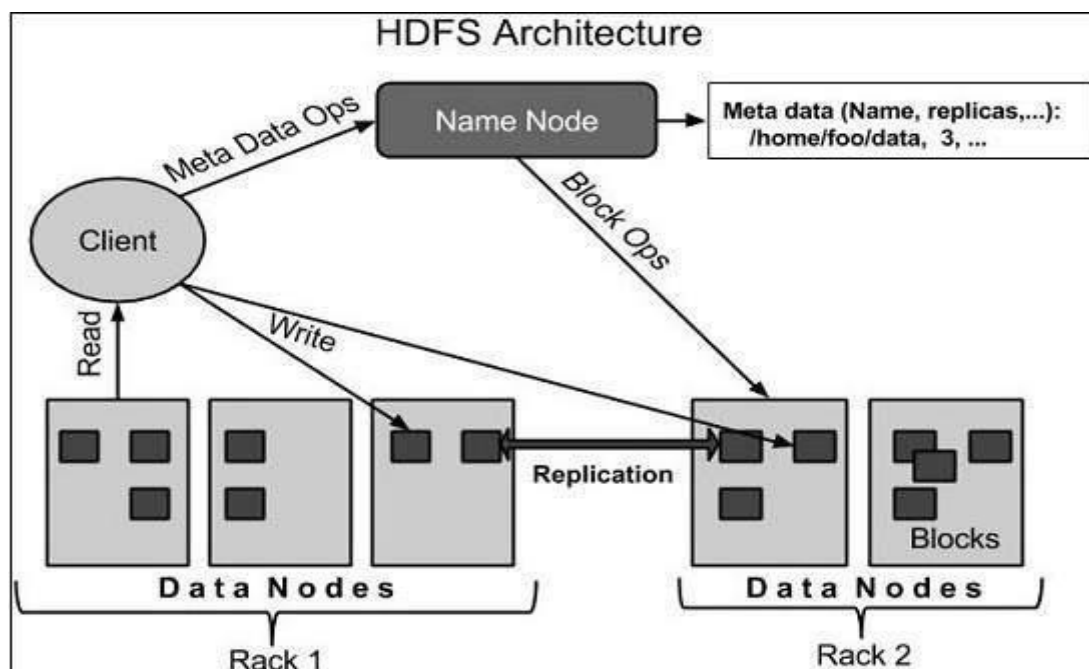 HDFS Architecture
Meta Data Ops
Name Node
Meta data (Name, replicas,...):
/home/foo/data, 3, ...
Client
Block Ops
Read
Write
Replication
Blocks
Data Nodes
Data Nodes
Rack 1
Rack 2